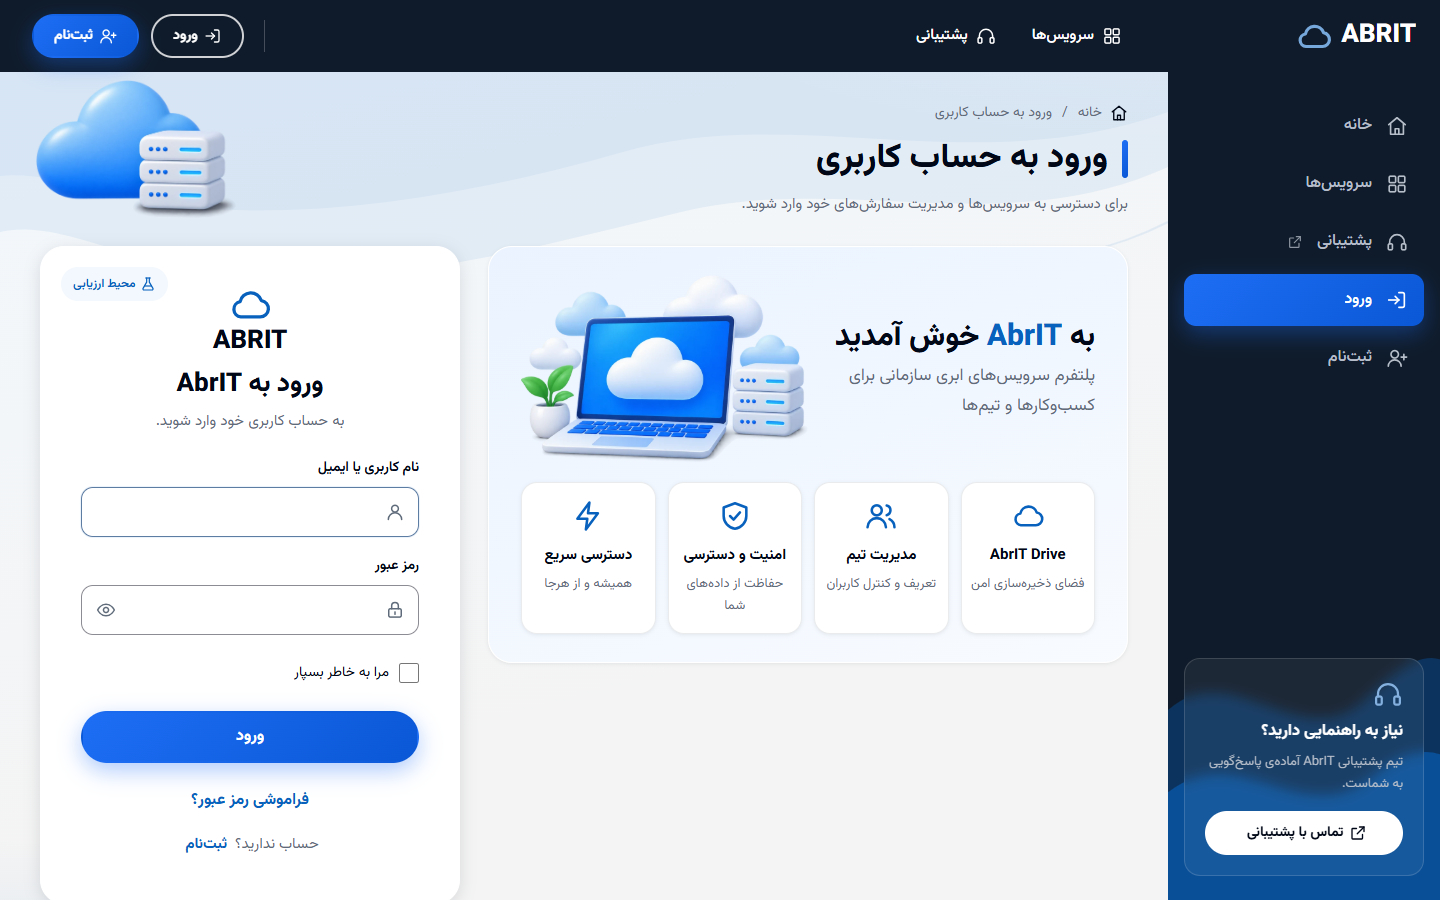 ABRIT
سرویس‌ها
پشتیبانی
ورود
ثبت‌نام
خانه
سرویس‌ها
پشتیبانی
ورود
ثبت‌نام
نیاز به راهنمایی دارید؟
تیم پشتیبانی AbrIT آماده‌ی پاسخ‌گویی
به شماست.
تماس با پشتیبانی
خانه / ورود به حساب کاربری
ورود به حساب کاربری
برای دسترسی به سرویس‌ها و مدیریت سفارش‌های خود وارد شوید.
به AbrIT خوش آمدید
پلتفرم سرویس‌های ابری سازمانی برای
کسب‌وکارها و تیم‌ها
AbrIT Drive
فضای ذخیره‌سازی امن
مدیریت تیم
تعریف و کنترل کاربران
امنیت و دسترسی
حفاظت از داده‌های
شما
دسترسی سریع
همیشه و از هرجا
محیط ارزیابی
ABRIT
ورود به AbrIT
به حساب کاربری خود وارد شوید.
نام کاربری یا ایمیل
رمز عبور
مرا به خاطر بسپار
ورود
فراموشی رمز عبور؟
حساب ندارید؟ ثبت‌نام